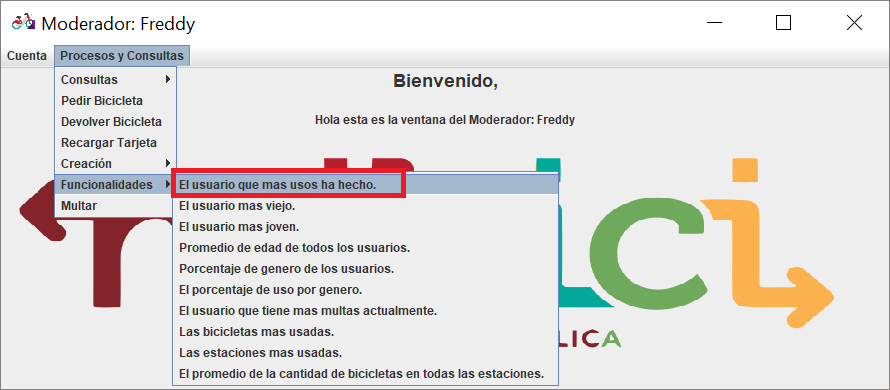 Moderador: Freddy
Cuenta Procesos y Consultas
Bienvenido,
Hola esta es la ventana del Moderador: Freddy
Consultas
Pedir Bicicleta
Devolver Bicicleta
Recargar Tarjeta
Creación
Funcionalidades
Multar
El usuario que mas usos ha hecho.
El usuario mas viejo.
El usuario mas joven.
Promedio de edad de todos los usuarios.
Porcentaje de genero de los usuarios.
El porcentaje de uso por genero.
El usuario que tiene mas multas actualmente.
Las bicicletas mas usadas.
Las estaciones mas usadas.
El promedio de la cantidad de bicicletas en todas las estaciones.